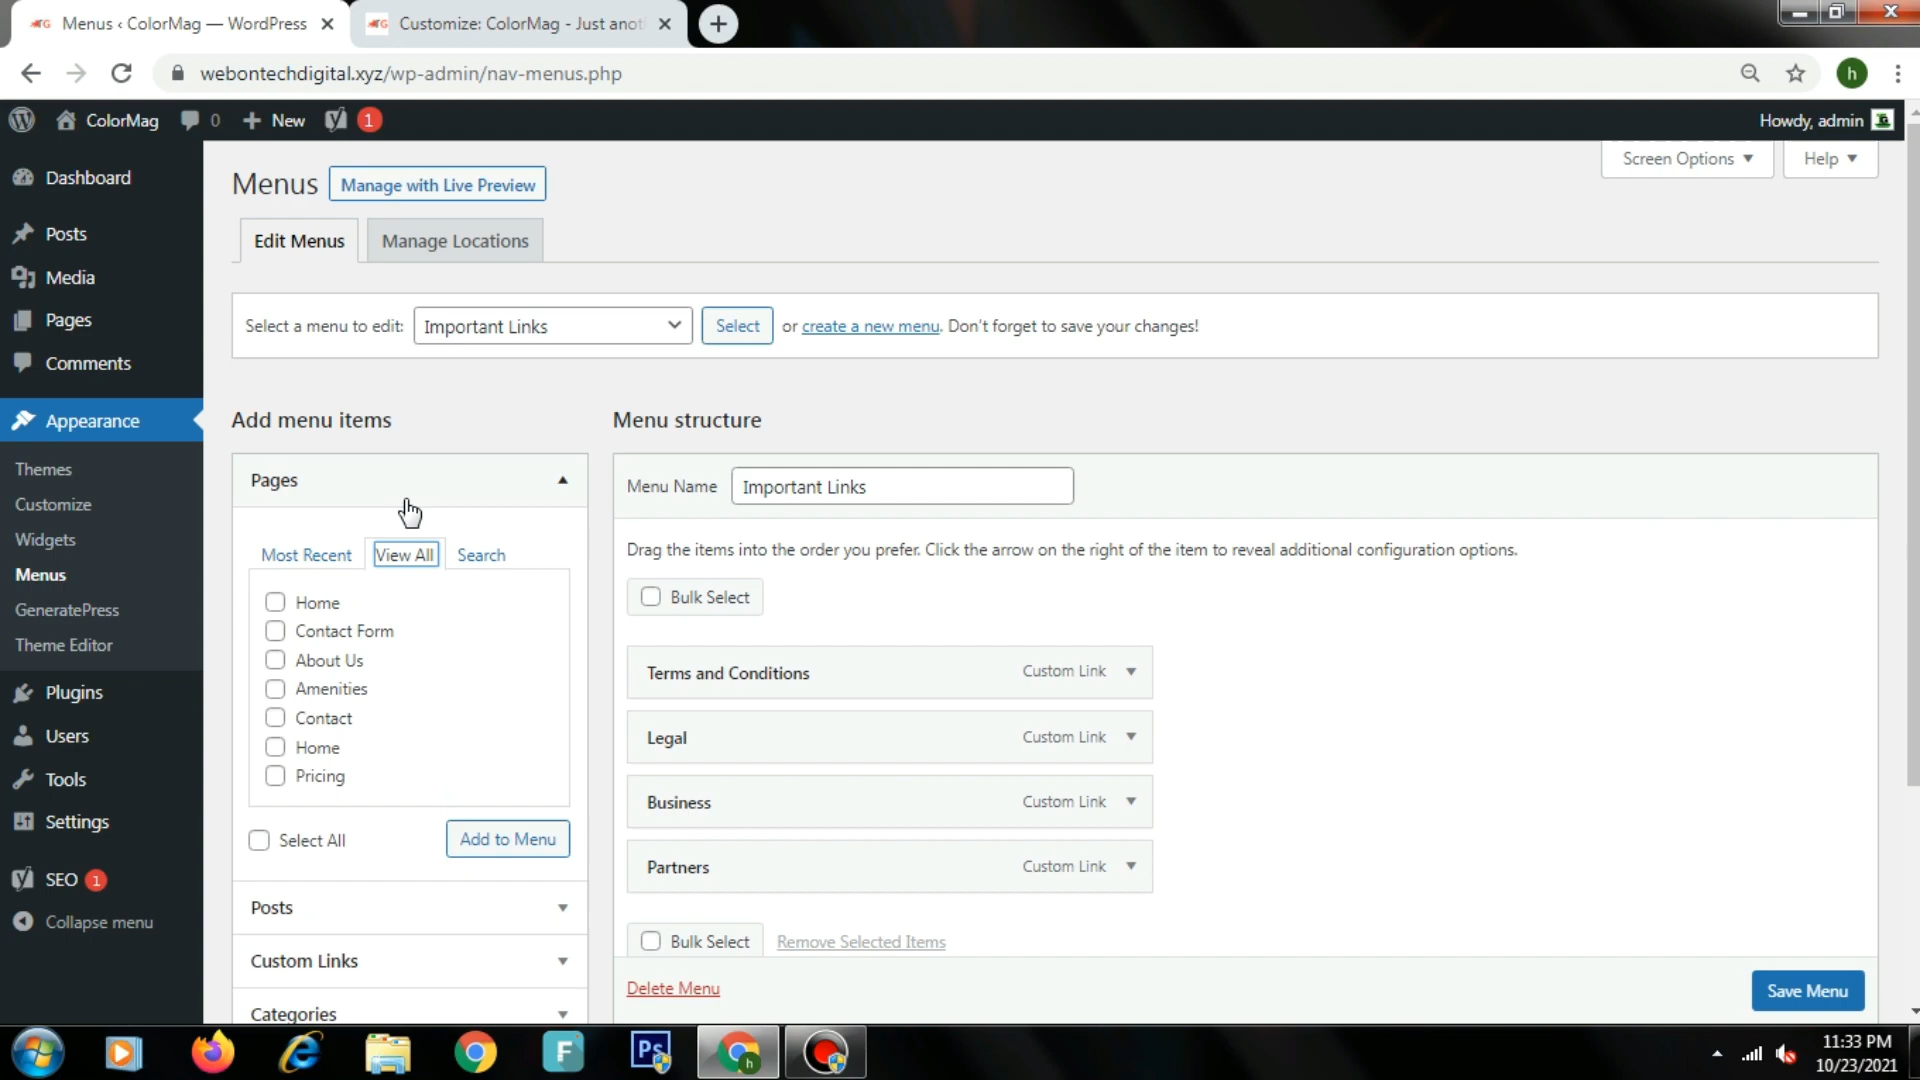 Menus ‹ ColorMag — WordPress
Customize: ColorMag - Just anot
webontechdigital.xyz/wp-admin/nav-menus.php
h
ColorMag
0
New
1
Howdy, admin
Dashboard
Posts
Media
Pages
Comments
Appearance
Themes
Customize
Widgets
Menus
GeneratePress
Theme Editor
Plugins
Users
Tools
Settings
SEO 1
Collapse menu
Screen Options
Help
Menus
Manage with Live Preview
Edit Menus
Manage Locations
Select a menu to edit: Important Links Select or create a new menu. Don't forget to save your changes!
Add menu items
Pages
Most Recent
View All
Search
Home
Contact Form
About Us
Amenities
Contact
Home
Pricing
Select All
Add to Menu
Posts
Custom Links
Categories
Menu structure
Menu Name Important Links
Drag the items into the order you prefer. Click the arrow on the right of the item to reveal additional configuration options.
Bulk Select
Terms and Conditions Custom Link
Legal Custom Link
Business Custom Link
Partners Custom Link
Bulk Select Remove Selected Items
Delete Menu
Save Menu
F
Ps
h
11:33 PM
10/23/2021